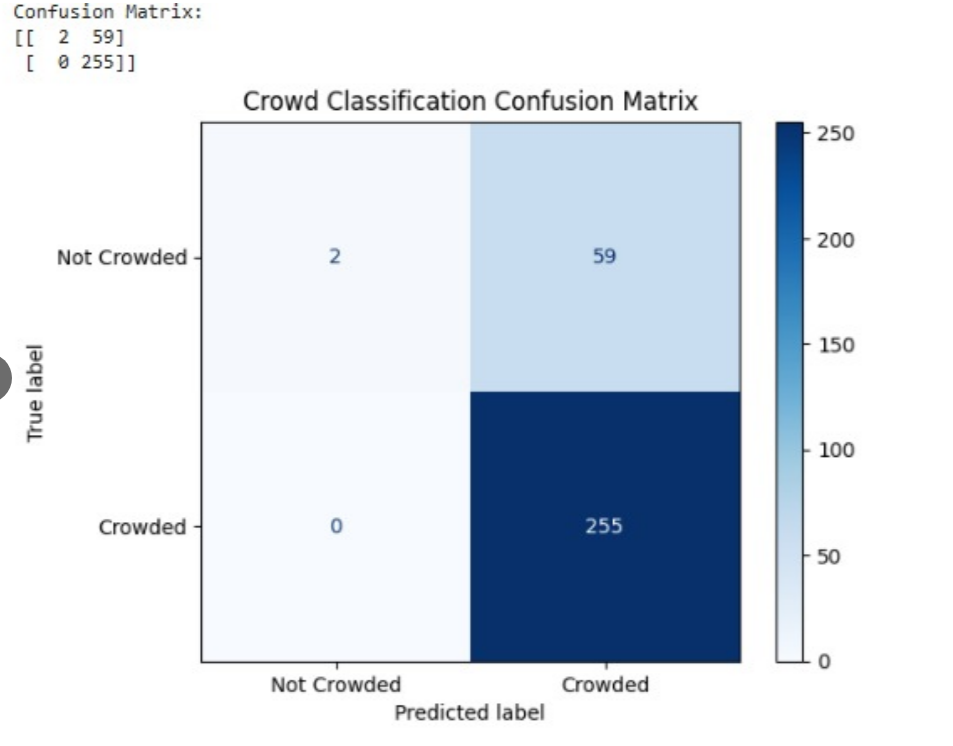 Confusion Matrix:
[[  2  59]
 [  0 255]]
Crowd Classification Confusion Matrix
250
200
150
100
50
0
True label
Not Crowded
2
59
Crowded
0
255
Not Crowded
Crowded
Predicted label